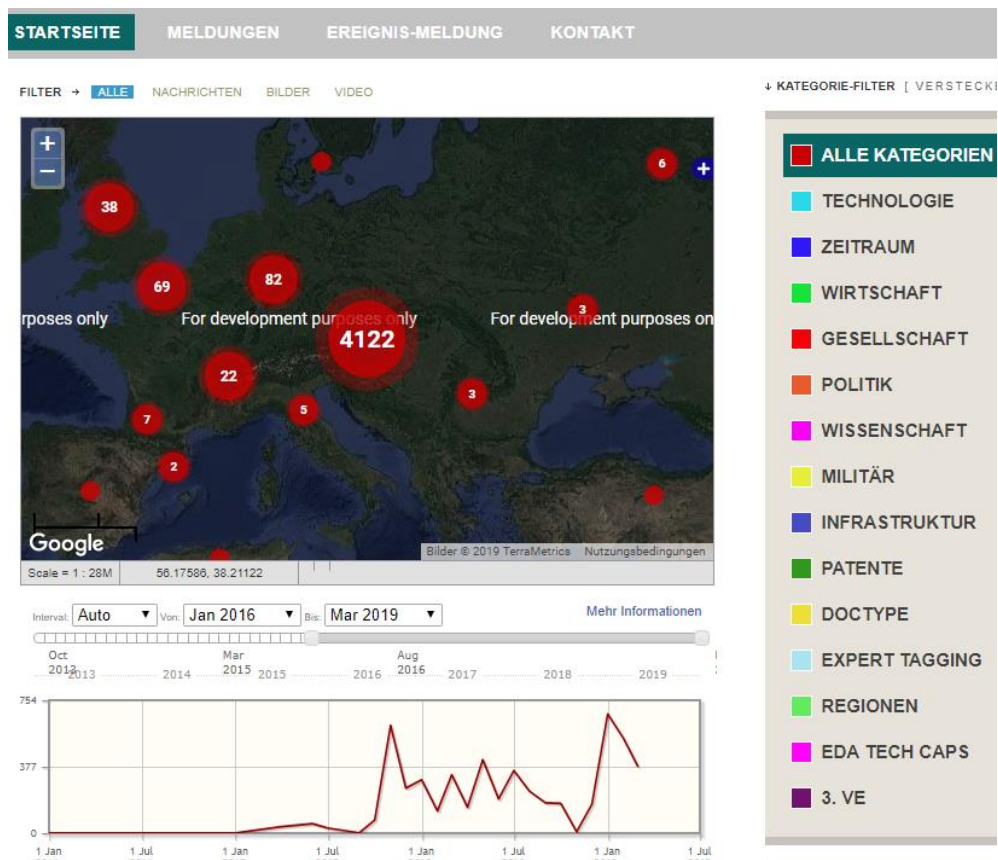 STARTSEITE MELDUNGEN EREIGNIS-MELDUNG KONTAKT
FILTER → ALLE NACHRICHTEN BILDER VIDEO
+
−
38
6
+
69
82
rposes only
For development purposes only
For development purposes on
3
4122
22
5
3
7
2
Google
Bilder © 2019 TerraMetrics Nutzungsbedingungen
Scale = 1 : 28M 56.17586, 38.21122
Interval: Auto ▼ Von: Jan 2016 ▼ Bis: Mar 2019 ▼ Mehr Informationen
Oct Mar Aug
2013 2014 2015 2015 2016 2016 2017 2018 2019
754
377
0
1 Jan 1 Jul 1 Jan 1 Jul 1 Jan 1 Jul 1 Jan 1 Jul
↓ KATEGORIE-FILTER [ VERSTECKE
ALLE KATEGORIEN
TECHNOLOGIE
ZEITRAUM
WIRTSCHAFT
GESELLSCHAFT
POLITIK
WISSENSCHAFT
MILITÄR
INFRASTRUKTUR
PATENTE
DOCTYPE
EXPERT TAGGING
REGIONEN
EDA TECH CAPS
3. VE